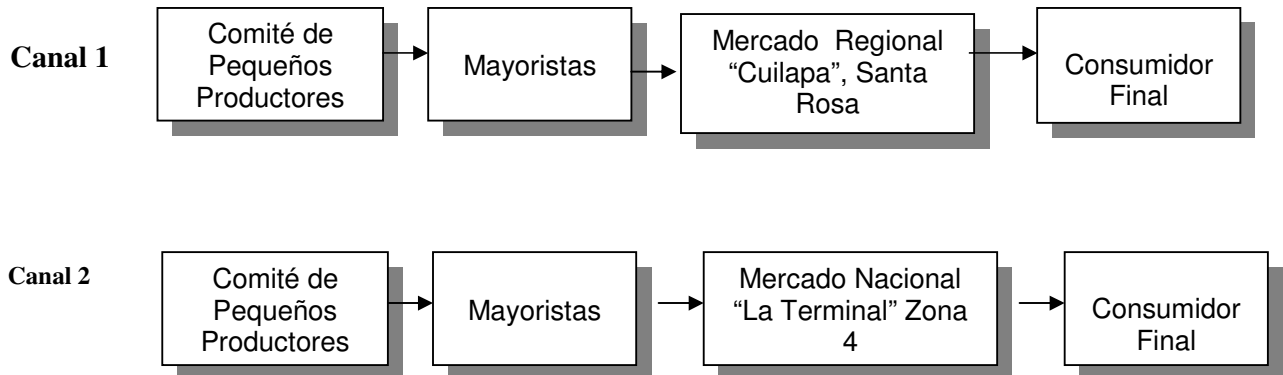 Canal 1
Comité de
Pequeños
Productores
Mayoristas
Mercado Regional
“Cuilapa”, Santa
Rosa
Consumidor
Final
Canal 2
Comité de
Pequeños
Productores
Mayoristas
Mercado Nacional
“La Terminal” Zona
4
Consumidor
Final